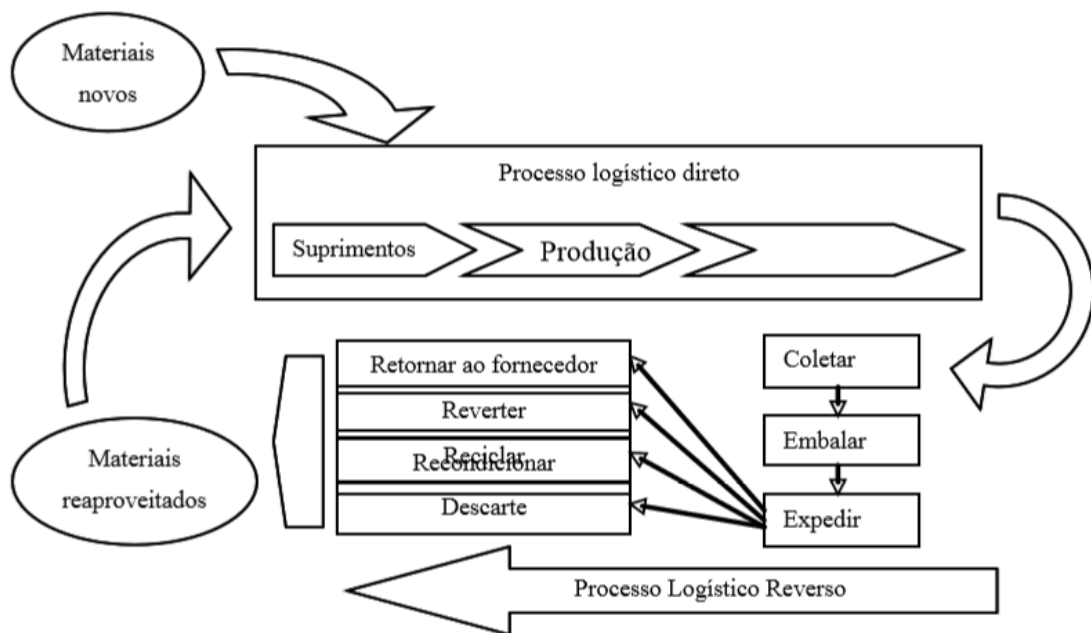 Materiais
novos
Processo logístico direto
Suprimentos
Produção
Retornar ao fornecedor
Reverter
Reciclar
Recondicionar
Descarte
Coletar
Embalar
Expedir
Materiais
reaproveitados
Processo Logístico Reverso